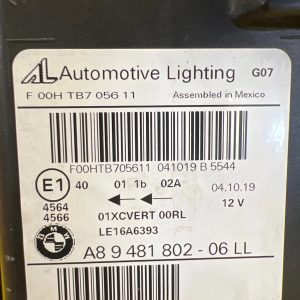 AL Automotive Lighting G07
F 00H TB7 056 11 Assembled in Mexico
F00HTB705611 041019 B 5544
E1 40 01 1b 02A 04.10.19
4564
4566 01XCVERT 00RL 12 V
BMW LE16A6393
A8 9 481 802 - 06 LL